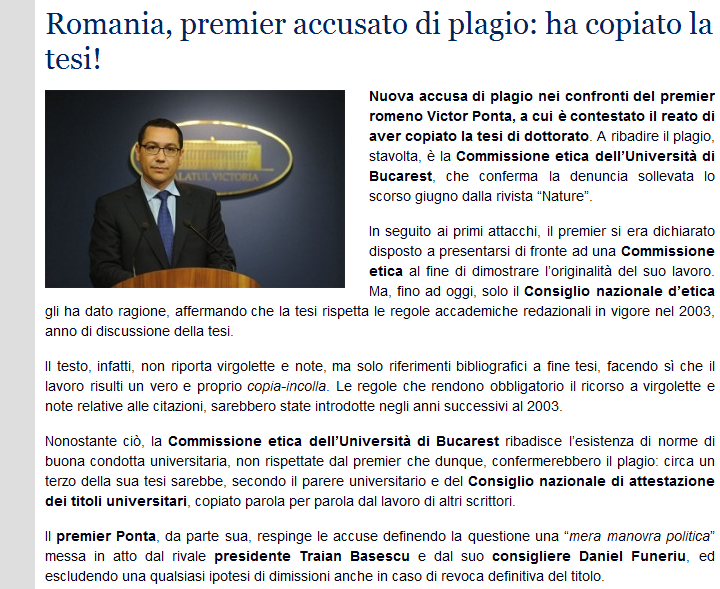 Romania, premier accusato di plagio: ha copiato la
tesi!
PALATUL VICTORIA
Nuova accusa di plagio nei confronti del premier
romeno Victor Ponta, a cui è contestato il reato di
aver copiato la tesi di dottorato. A ribadire il plagio,
stavolta, è la Commissione etica dell’Università di
Bucarest, che conferma la denuncia sollevata lo
scorso giugno dalla rivista “Nature”.
In seguito ai primi attacchi, il premier si era dichiarato
disposto a presentarsi di fronte ad una Commissione
etica al fine di dimostrare l’originalità del suo lavoro.
Ma, fino ad oggi, solo il Consiglio nazionale d’etica
gli ha dato ragione, affermando che la tesi rispetta le regole accademiche redazionali in vigore nel 2003,
anno di discussione della tesi.
Il testo, infatti, non riporta virgolette e note, ma solo riferimenti bibliografici a fine tesi, facendo sì che il
lavoro risulti un vero e proprio copia-incolla. Le regole che rendono obbligatorio il ricorso a virgolette e
note relative alle citazioni, sarebbero state introdotte negli anni successivi al 2003.
Nonostante ciò, la Commissione etica dell’Università di Bucarest ribadisce l’esistenza di norme di
buona condotta universitaria, non rispettate dal premier che dunque, confermerebbero il plagio: circa un
terzo della sua tesi sarebbe, secondo il parere universitario e del Consiglio nazionale di attestazione
dei titoli universitari, copiato parola per parola dal lavoro di altri scrittori.
Il premier Ponta, da parte sua, respinge le accuse definendo la questione una “mera manovra politica”
messa in atto dal rivale presidente Traian Basescu e dal suo consigliere Daniel Funeriu, ed
escludendo una qualsiasi ipotesi di dimissioni anche in caso di revoca definitiva del titolo.